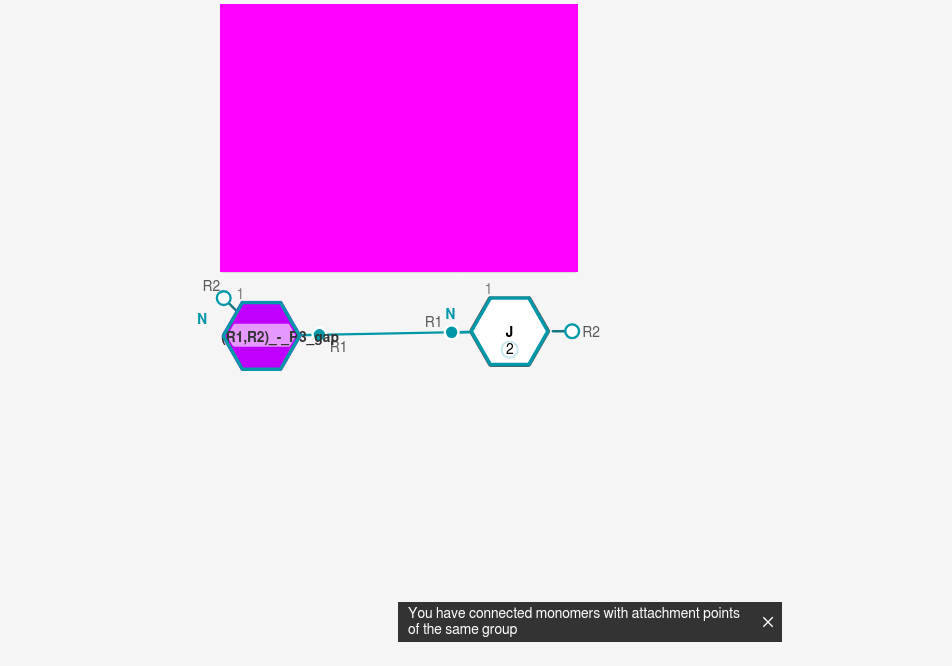 R2
1
N
(R1,R2)_-_R3_gap
R1
R1
N
1
J
2
R2
You have connected monomers with attachment points
of the same group